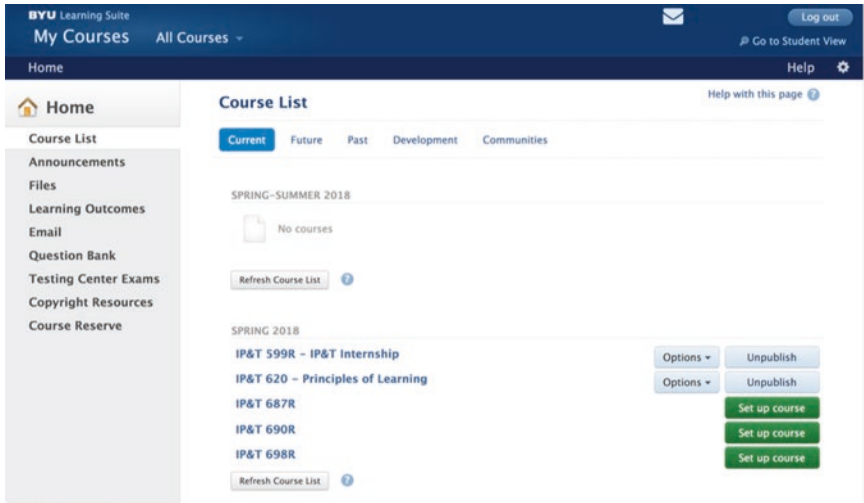 BYU Learning Suite
My Courses All Courses
Log out
Go to Student View
Home Help
Home
Course List
Announcements
Files
Learning Outcomes
Email
Question Bank
Testing Center Exams
Copyright Resources
Course Reserve
Course List Help with this page ?
Current Future Past Development Communities
SPRING-SUMMER 2018
No courses
Refresh Course List ?
SPRING 2018
IP&T 599R - IP&T Internship Options Unpublish
IP&T 620 - Principles of Learning Options Unpublish
IP&T 687R Set up course
IP&T 690R Set up course
IP&T 698R Set up course
Refresh Course List ?